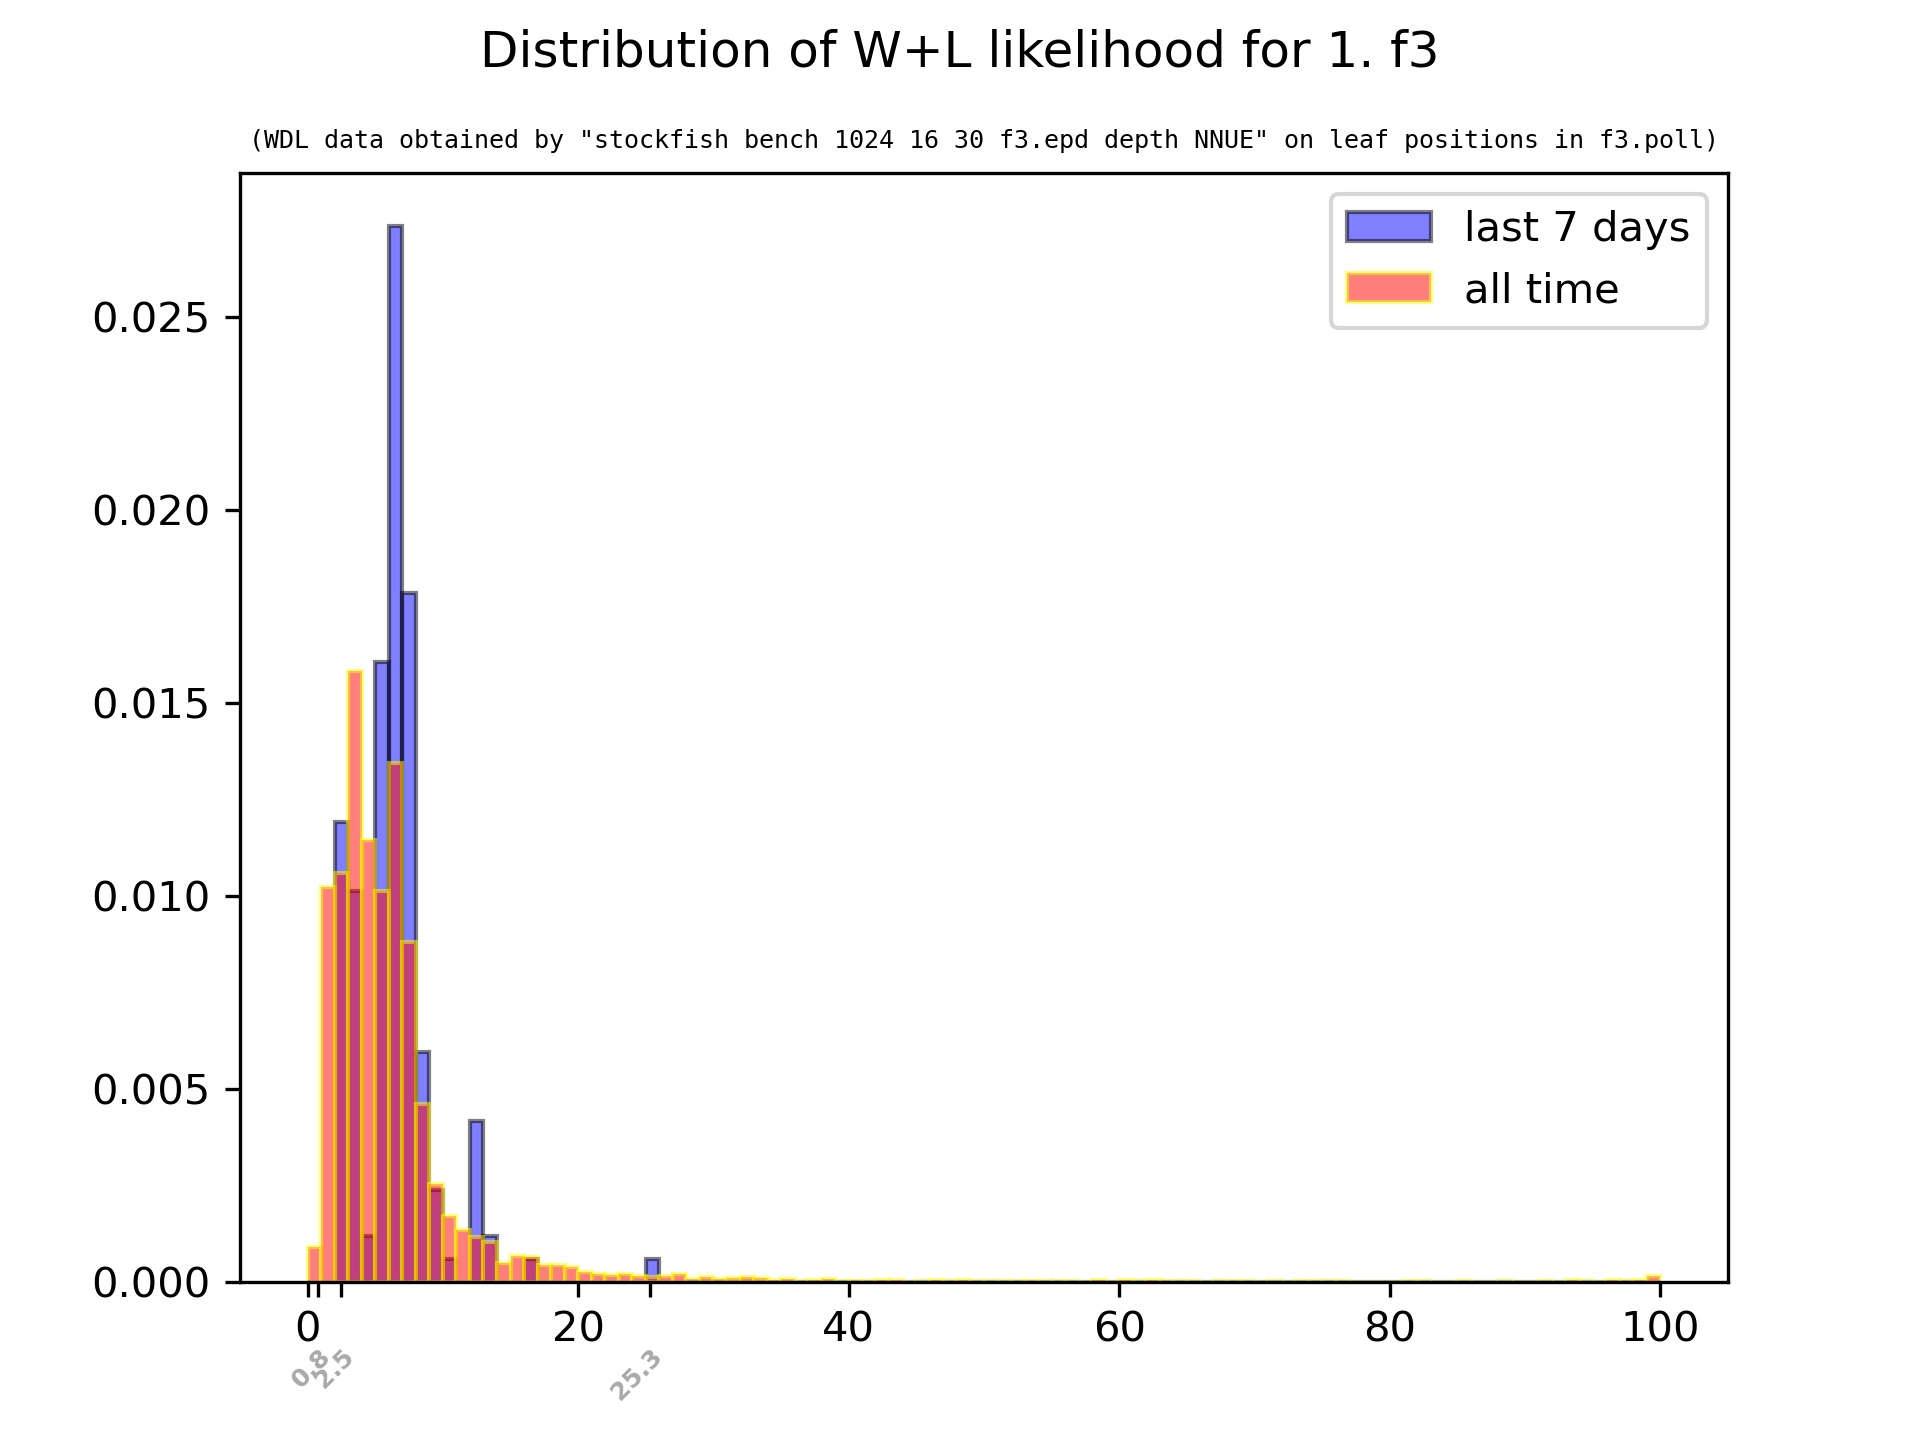 Distribution of W+L likelihood for 1. f3
(WDL data obtained by "stockfish bench 1024 16 30 f3.epd depth NNUE" on leaf positions in f3.poll)
last 7 days
all time
0.025
0.020
0.015
0.010
0.005
0.000
0 20 40 60 80 100
0.8 2.5 25.3